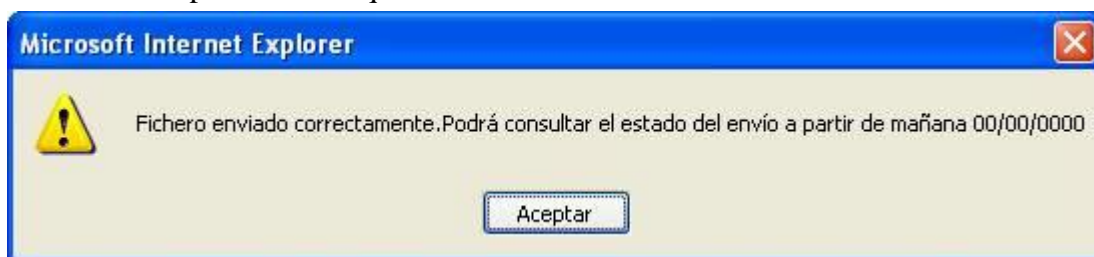 Microsoft Internet Explorer
Fichero enviado correctamente.Podrá consultar el estado del envío a partir de mañana 00/00/0000
Aceptar